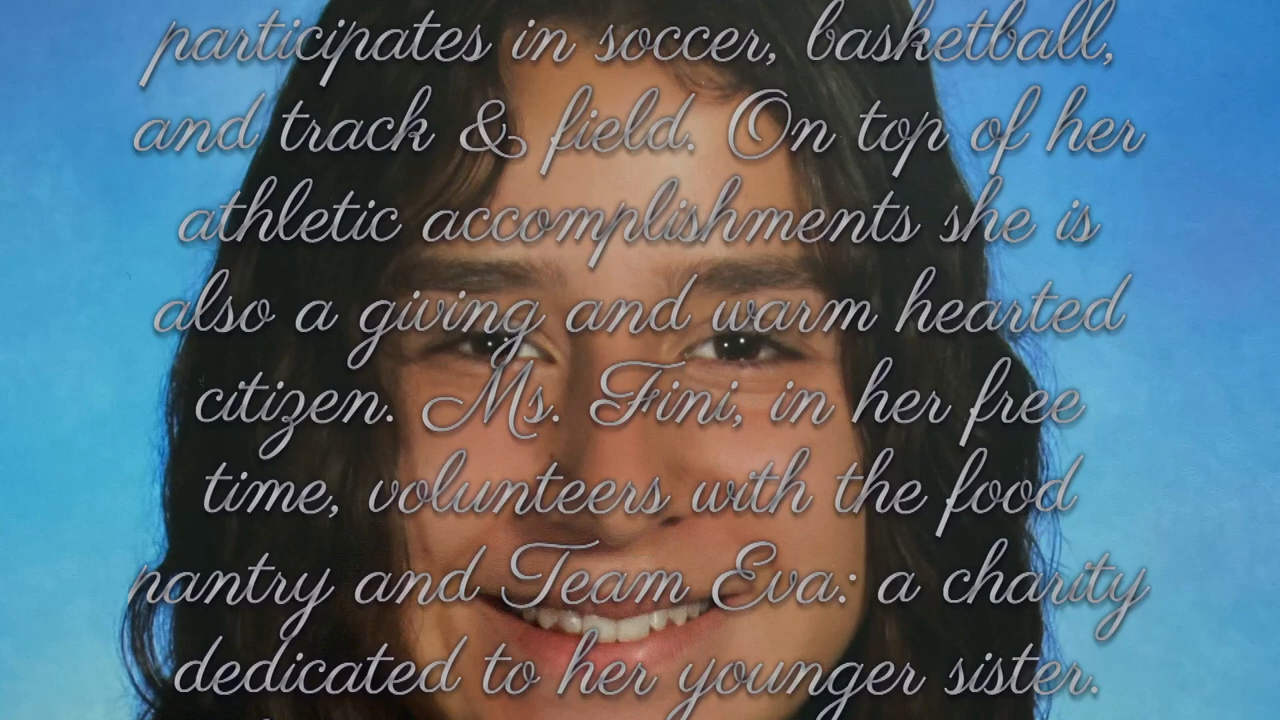 participates in soccer, basketball,
and track & field. On top of her
athletic accomplishments she is
also a giving and warm hearted
citizen. Ms. Fini, in her free
time, volunteers with the food
pantry and Team Eva: a charity
dedicated to her younger sister.